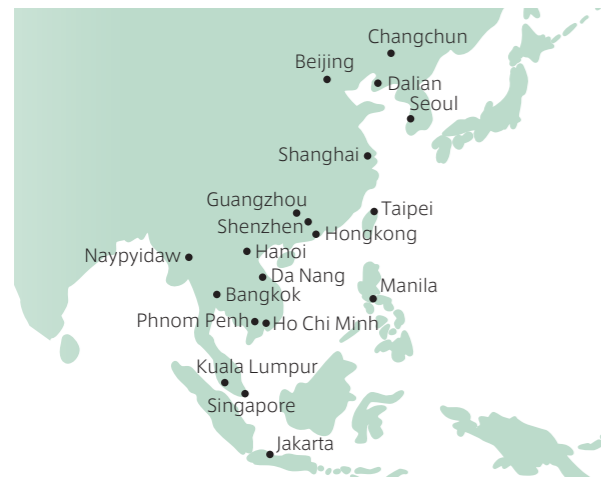 Changchun
Beijing
Dalian
Seoul
Shanghai
Guangzhou
Taipei
Shenzhen
Hongkong
Hanoi
Naypyidaw
Da Nang
Manila
Bangkok
Phnom Penh
Ho Chi Minh
Kuala Lumpur
Singapore
Jakarta